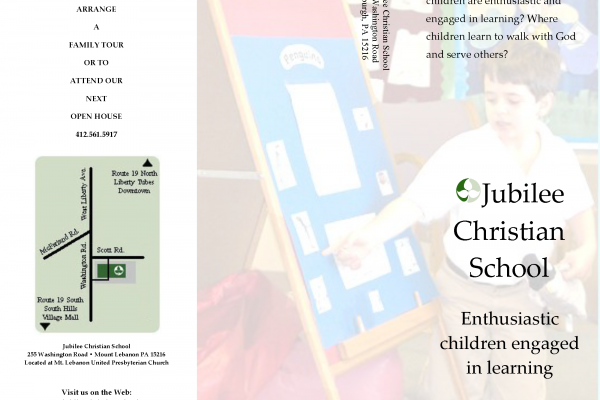 ARRANGE
A
FAMILY TOUR
OR TO
ATTEND OUR
NEXT
OPEN HOUSE
412.561.5917
Route 19 North
Liberty Tubes
Downtown
West Liberty Ave.
McFarland Rd.
Scott Rd.
Washington Rd.
Route 19 South
South Hills
Village Mall
Jubilee Christian School
255 Washington Road • Mount Lebanon PA 15216
Located at Mt. Lebanon United Presbyterian Church
Visit us on the Web:
Christian School
Washington Road
PA 15216
Penguins
children are enthusiastic and
engaged in learning? Where
children learn to walk with God
and serve others?
Jubilee
Christian
School
Enthusiastic
children engaged
in learning